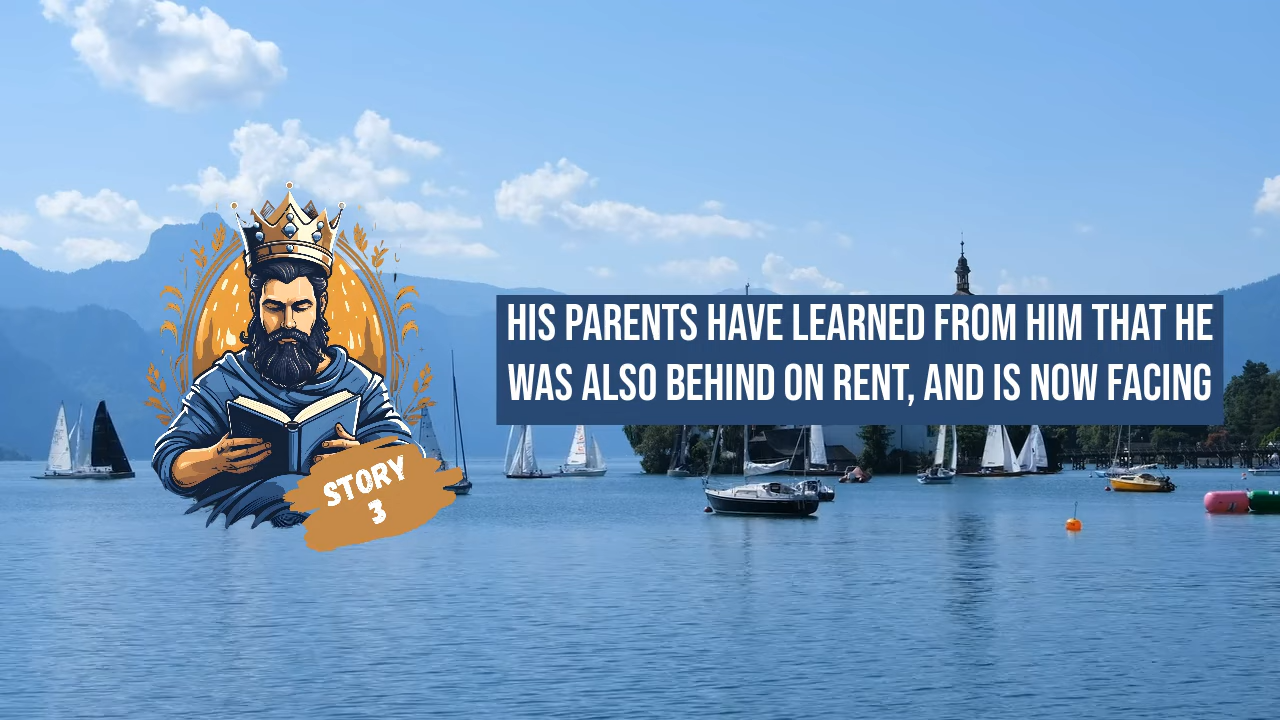 HIS PARENTS HAVE LEARNED FROM HIM THAT HE
WAS ALSO BEHIND ON RENT, AND IS NOW FACING
STORY
3